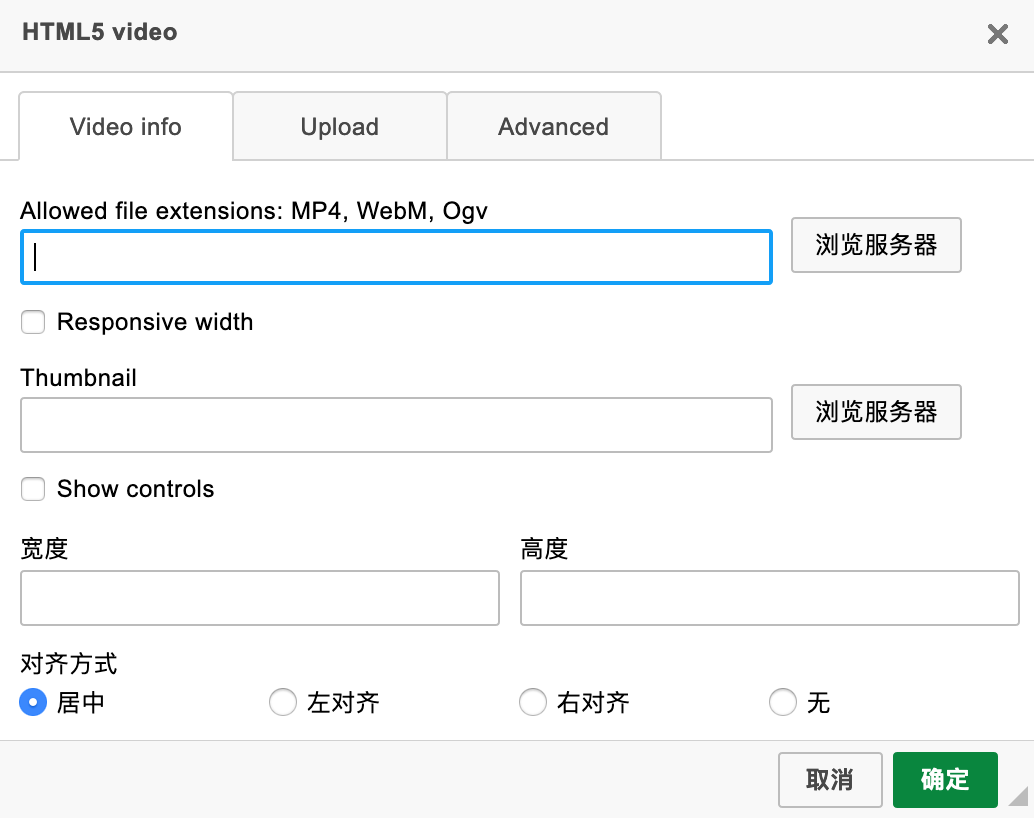 HTML5 video
Video info
Upload
Advanced
Allowed file extensions: MP4, WebM, Ogv
浏览服务器
Responsive width
Thumbnail
浏览服务器
Show controls
宽度
高度
对齐方式
居中
左对齐
右对齐
无
取消
确定